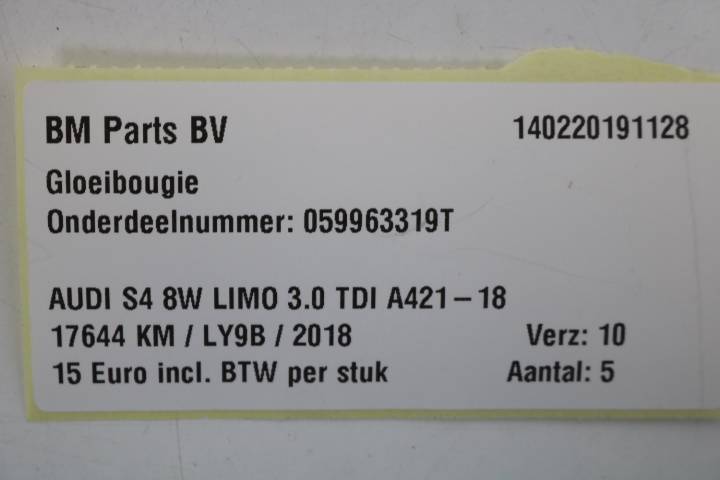 BM Parts BV 140220191128
Gloeibougie
Onderdeelnummer: 059963319T
AUDI S4 8W LIMO 3.0 TDI A421-18
17644 KM / LY9B / 2018 Verz: 10
15 Euro incl. BTW per stuk Aantal: 5